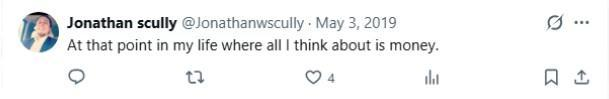 Jonathan scully @Jonathanwscully · May 3, 2019
At that point in my life where all I think about is money.
4